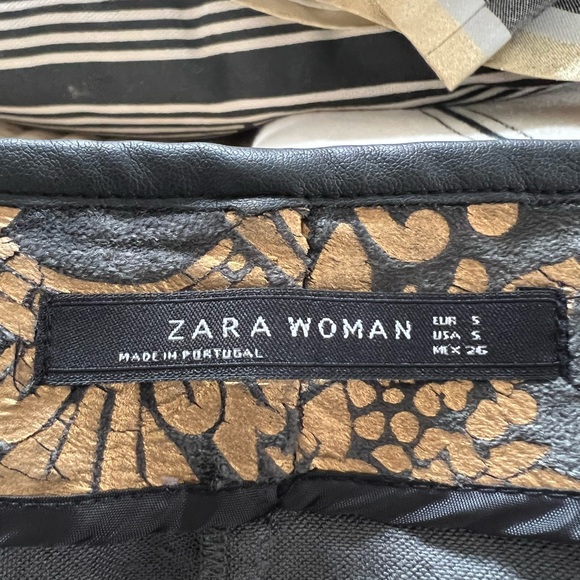 ZARA WOMAN
MADE IN PORTUGAL
EUR S
USA S
MEX 26